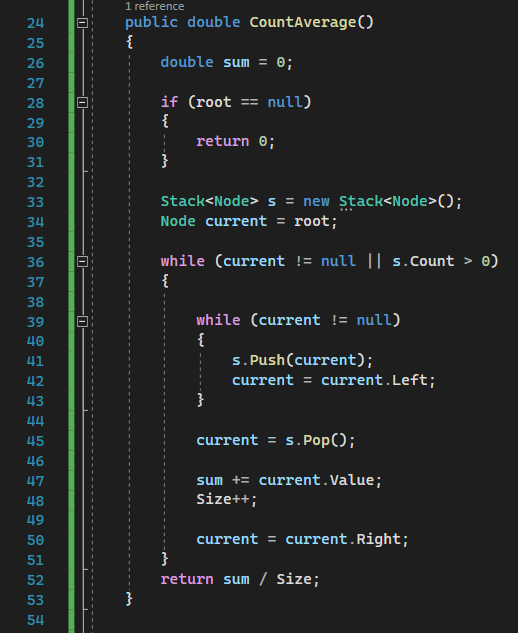 1 reference
24 public double CountAverage()
25 {
26 double sum = 0;
27
28 if (root == null)
29 {
30 return 0;
31 }
32
33 Stack<Node> s = new Stack<Node>();
34 Node current = root;
35
36 while (current != null || s.Count > 0)
37 {
38
39 while (current != null)
40 {
41 s.Push(current);
42 current = current.Left;
43 }
44
45 current = s.Pop();
46
47 sum += current.Value;
48 Size++;
49
50 current = current.Right;
51 }
52 return sum / Size;
53 }
54